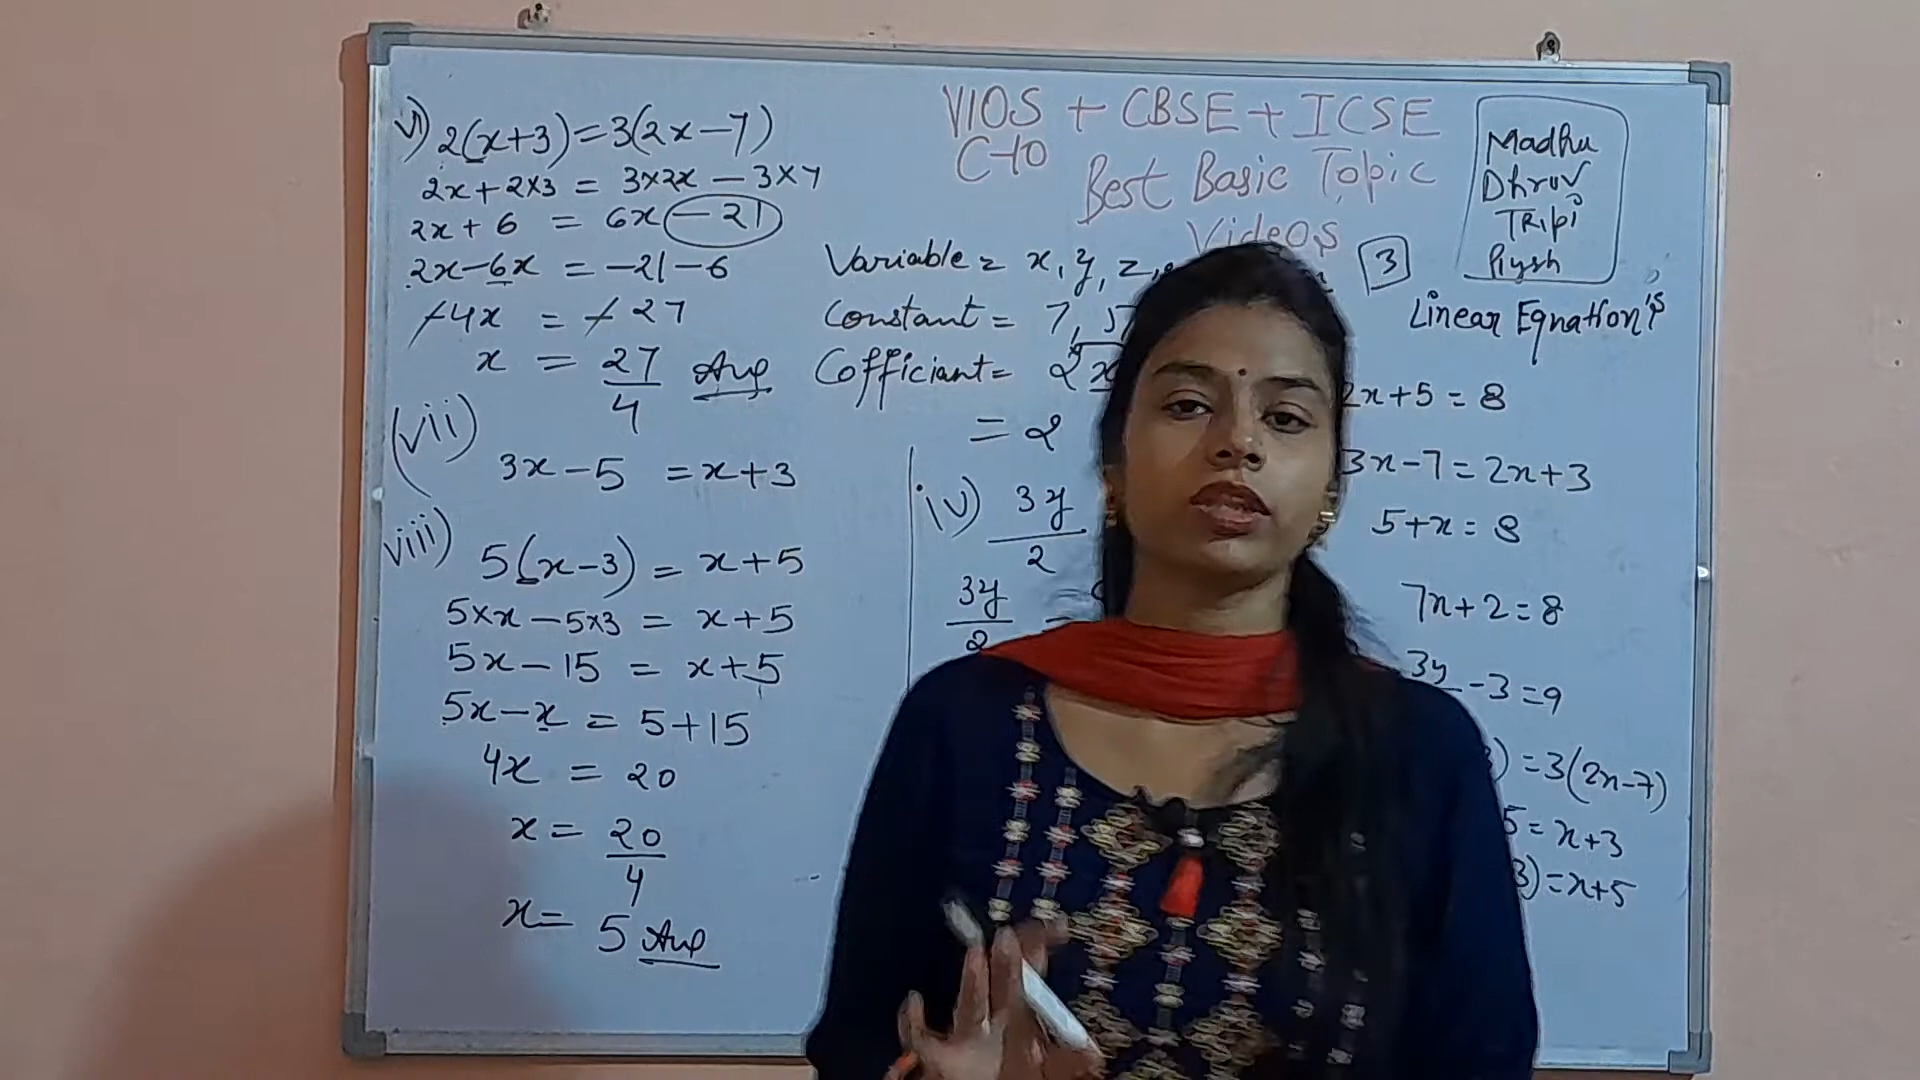 vi) 2(x+3)=3(2x-7)
2x+2×3 = 3×2x - 3×7
2x+6 = 6x -21
2x-6x = -21-6
-4x = -27
x = 27/4 Ans
(vii)
3x-5 = x+3
viii) 5(x-3) = x+5
5×x-5×3 = x+5
5x-15 = x+5
5x-x = 5+15
4x = 20
x = 20/4
x= 5 Ans
VIOS + CBSE + ICSE
C-10
Best Basic Topic
Videos
Variable = x, y, z,
Constant = 7,
Cofficiant = 2x
= 2
iv) 3y/2
3y/2 =
Madhu
Dhruv
TRipi
Piysh
3
Linear Equation's
2x+5 = 8
3x-7 = 2x+3
5+x = 8
7x+2 = 8
3y -3 = 9
) = 3(2x-7)
5 = x+3
3) = x+5